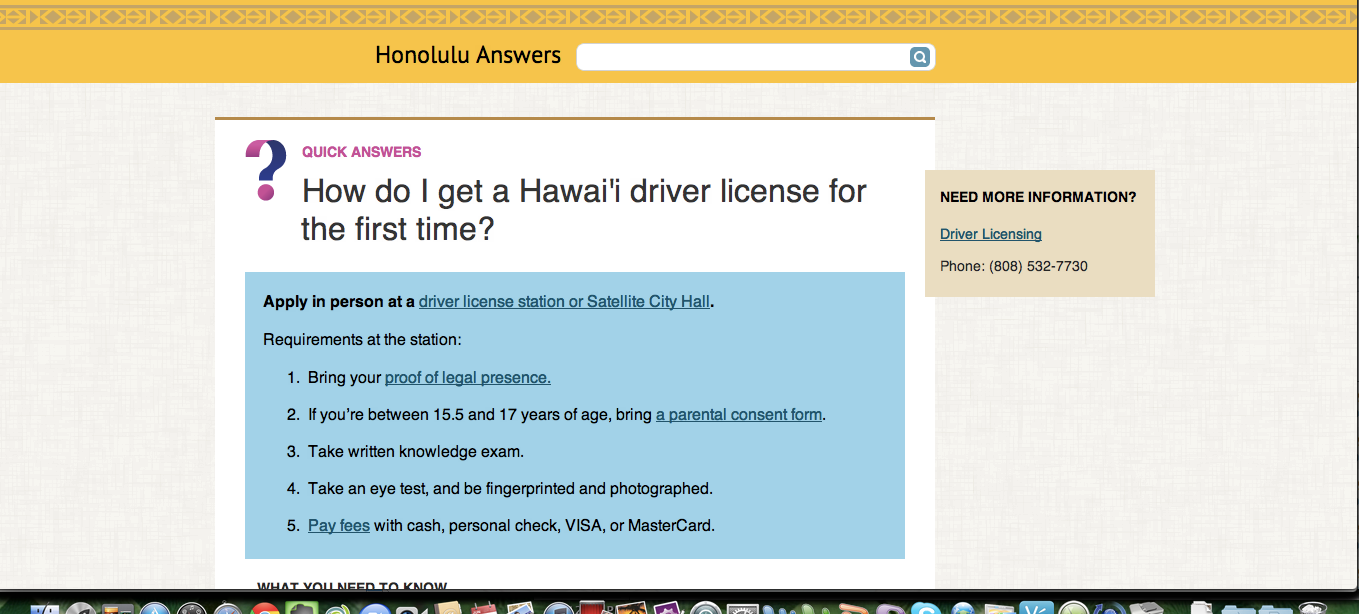 Honolulu Answers
QUICK ANSWERS
How do I get a Hawai'i driver license for
the first time?
Apply in person at a driver license station or Satellite City Hall.
Requirements at the station:
1. Bring your proof of legal presence.
2. If you’re between 15.5 and 17 years of age, bring a parental consent form.
3. Take written knowledge exam.
4. Take an eye test, and be fingerprinted and photographed.
5. Pay fees with cash, personal check, VISA, or MasterCard.
WHAT YOU NEED TO KNOW
NEED MORE INFORMATION?
Driver Licensing
Phone: (808) 532-7730